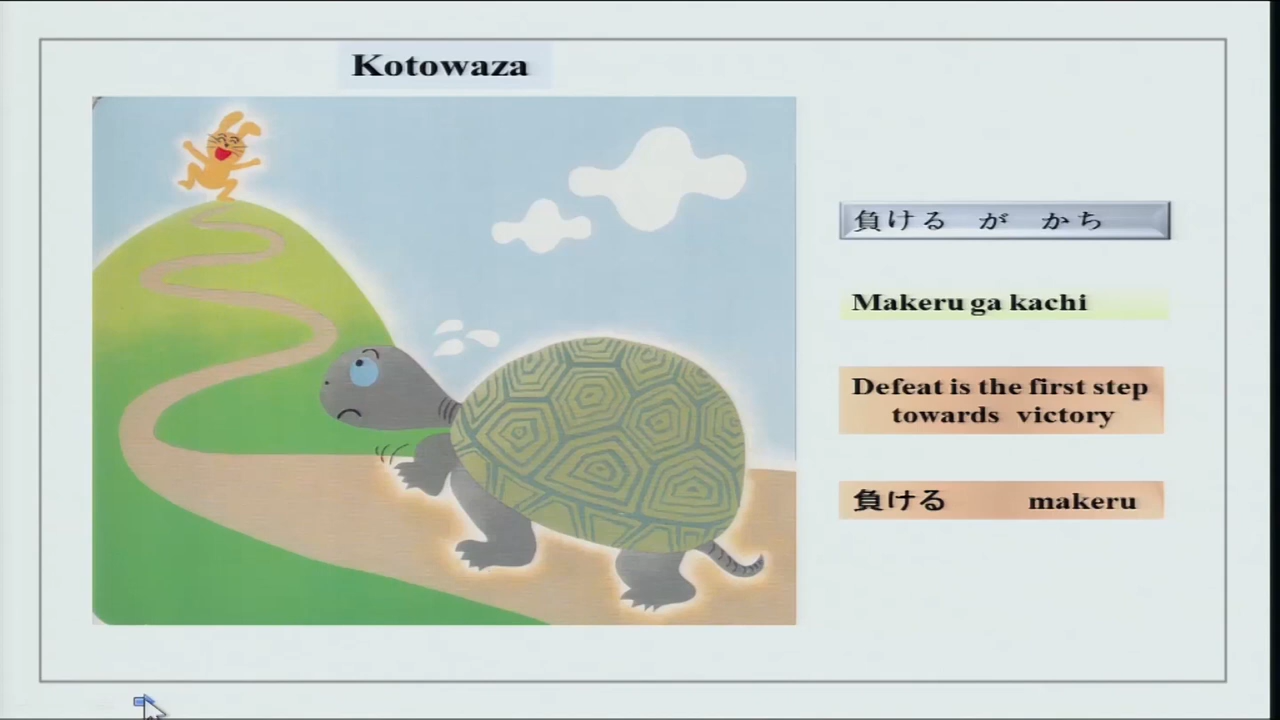 Kotowaza
負ける が かち
Makeru ga kachi
Defeat is the first step
towards victory
負ける makeru